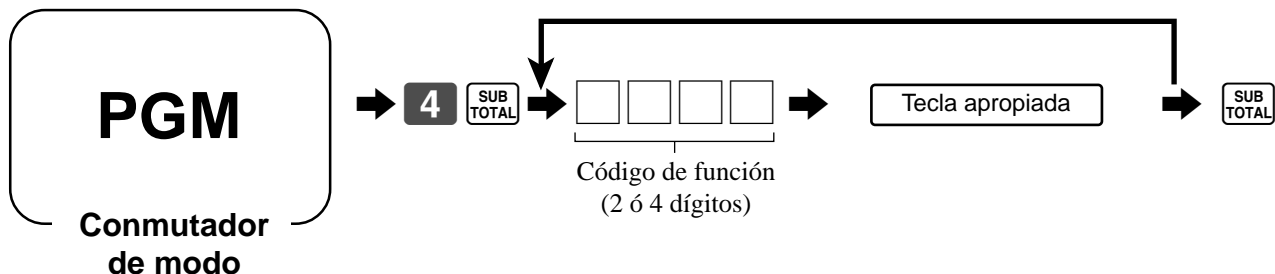 PGM
Conmutador
de modo
4
SUB
TOTAL
Código de función
(2 ó 4 dígitos)
Tecla apropiada
SUB
TOTAL